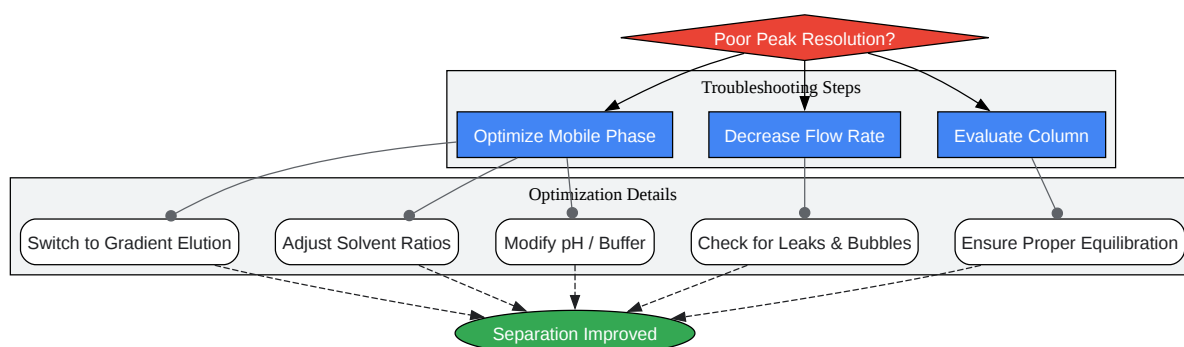 Poor Peak Resolution?
Troubleshooting Steps
Optimize Mobile Phase
Decrease Flow Rate
Evaluate Column
Optimization Details
Switch to Gradient Elution
Adjust Solvent Ratios
Modify pH / Buffer
Check for Leaks & Bubbles
Ensure Proper Equilibration
Separation Improved